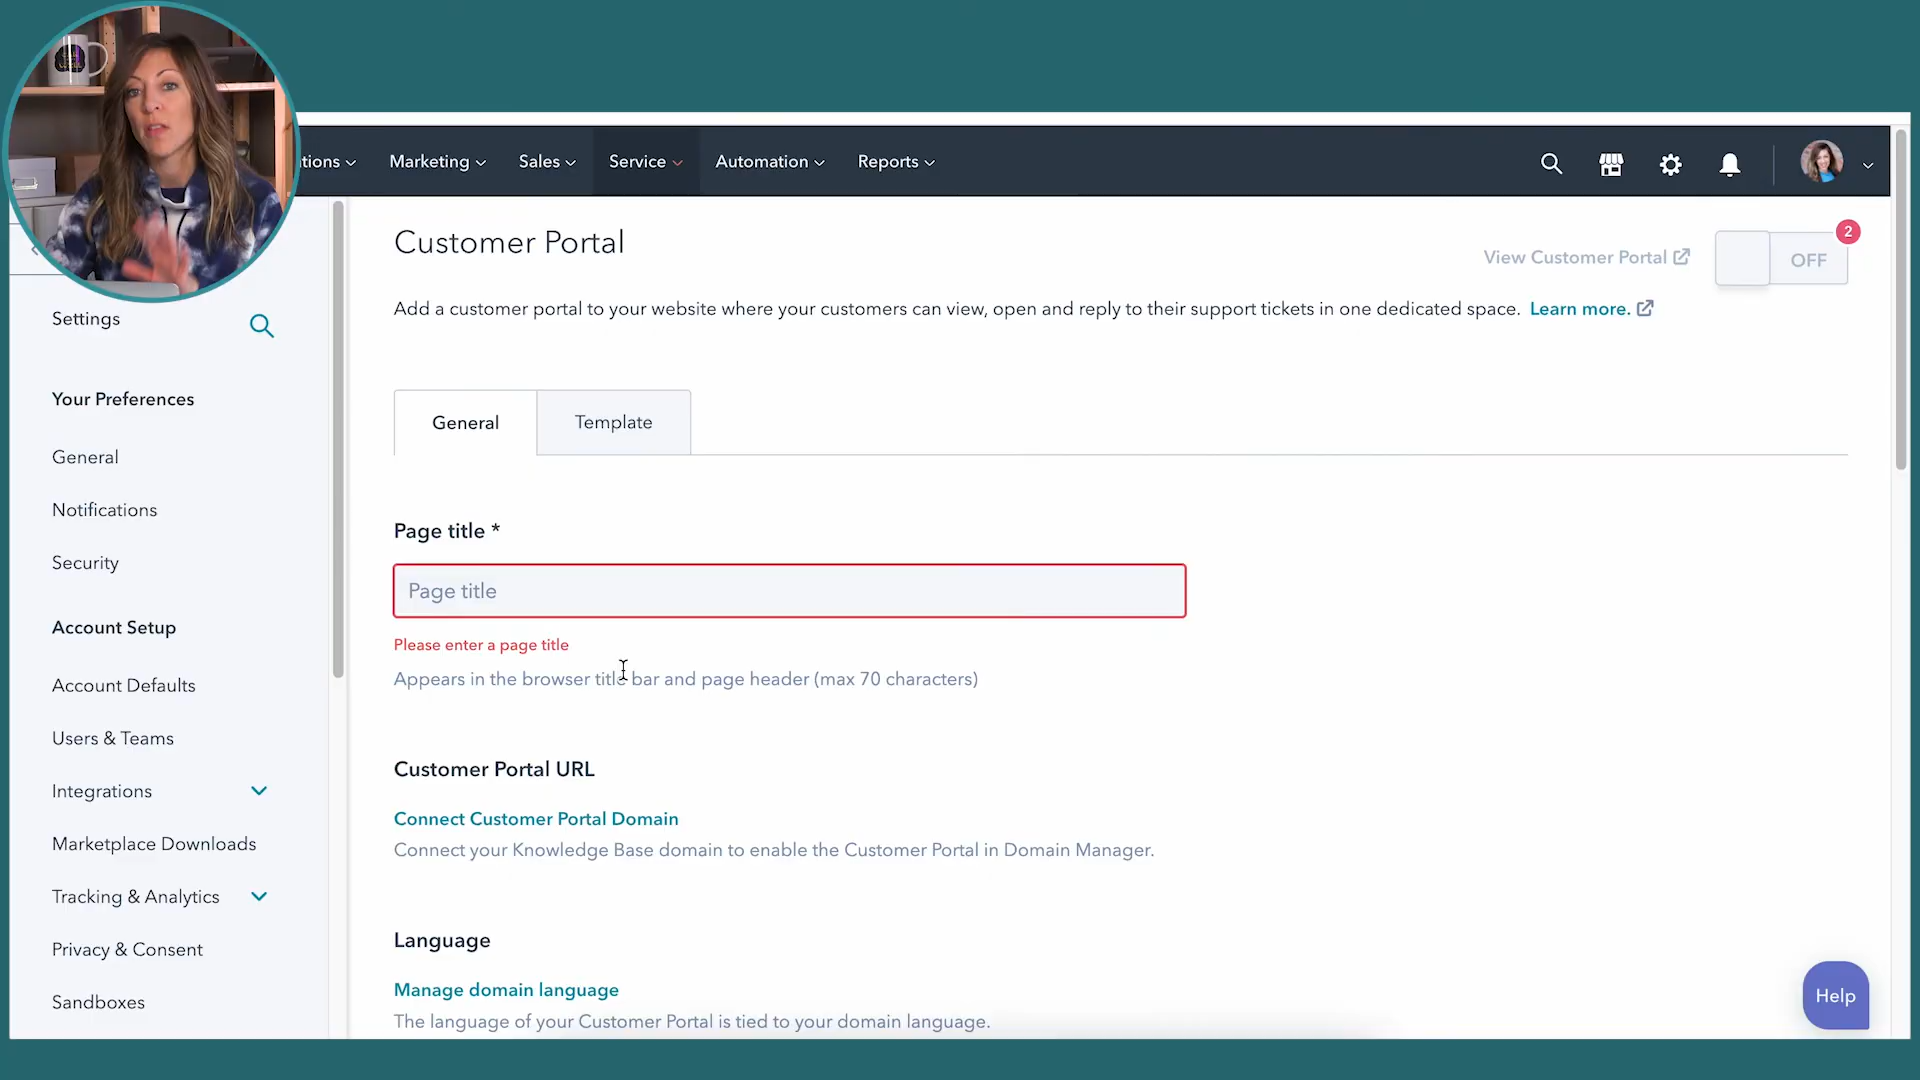 tions
Marketing
Sales
Service
Automation
Reports
Settings
Your Preferences
General
Notifications
Security
Account Setup
Account Defaults
Users & Teams
Integrations
Marketplace Downloads
Tracking & Analytics
Privacy & Consent
Sandboxes
Customer Portal
View Customer Portal
OFF
2
Add a customer portal to your website where your customers can view, open and reply to their support tickets in one dedicated space. Learn more.
General
Template
Page title *
Page title
Please enter a page title
Appears in the browser title bar and page header (max 70 characters)
Customer Portal URL
Connect Customer Portal Domain
Connect your Knowledge Base domain to enable the Customer Portal in Domain Manager.
Language
Manage domain language
The language of your Customer Portal is tied to your domain language.
Help